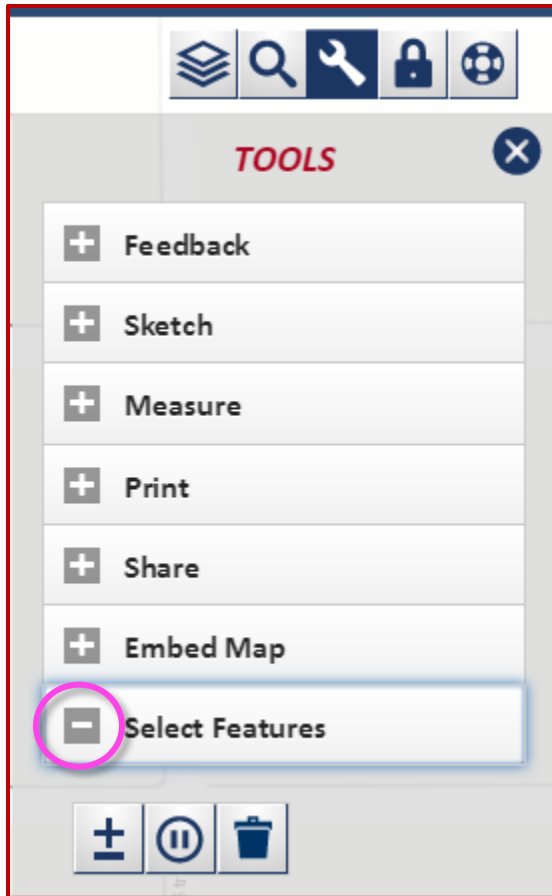 TOOLS
Feedback
Sketch
Measure
Print
Share
Embed Map
Select Features